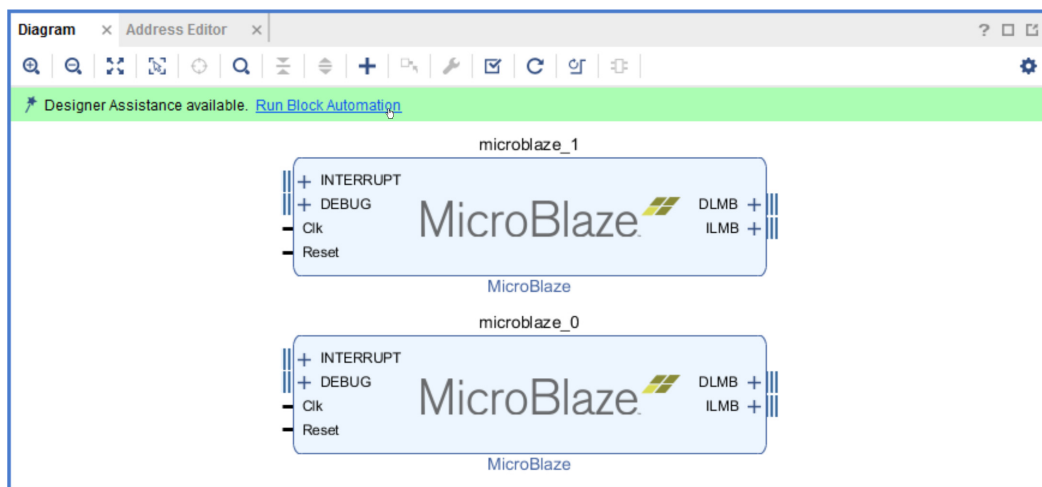 Diagram × Address Editor ×
Designer Assistance available. Run Block Automation
microblaze_1
INTERRUPT
DEBUG
Clk
Reset
MicroBlaze
DLMB
ILMB
MicroBlaze
microblaze_0
INTERRUPT
DEBUG
Clk
Reset
MicroBlaze
DLMB
ILMB
MicroBlaze